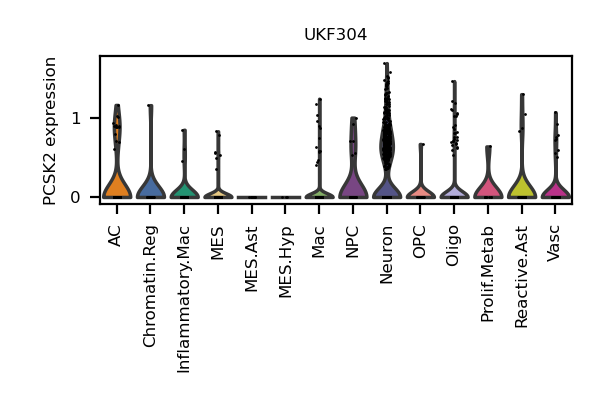 UKF304
PCSK2 expression
1
0
AC
Chromatin.Reg
Inflammatory.Mac
MES
MES.Ast
MES.Hyp
Mac
NPC
Neuron
OPC
Oligo
Prolif.Metab
Reactive.Ast
Vasc